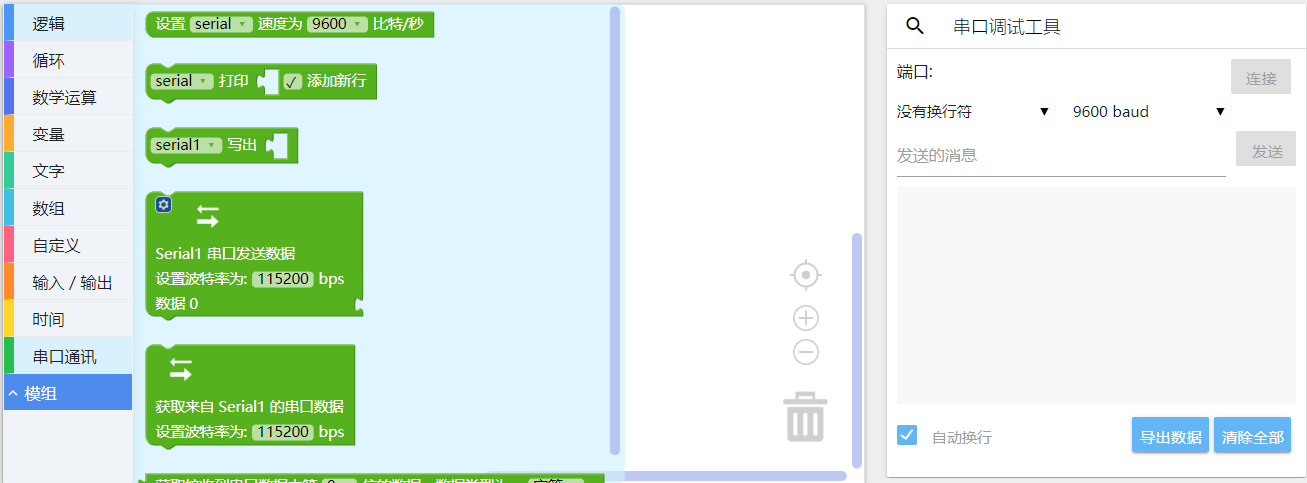 逻辑
循环
数学运算
变量
文字
数组
自定义
输入 / 输出
时间
串口通讯
模组
设置 serial 速度为 9600 比特/秒
serial 打印 添加新行
serial1 写出
Serial1 串口发送数据
设置波特率为: 115200 bps
数据 0
获取来自 Serial1 的串口数据
设置波特率为: 115200 bps
串口调试工具
端口:
连接
没有换行符 9600 baud
发送的消息
发送
自动换行
导出数据
清除全部